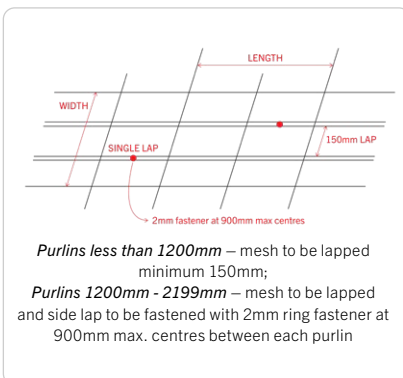 LENGTH
WIDTH
SINGLE LAP
150mm LAP
2mm fastener at 900mm max centres
Purlins less than 1200mm – mesh to be lapped
minimum 150mm;
Purlins 1200mm - 2199mm – mesh to be lapped
and side lap to be fastened with 2mm ring fastener at
900mm max. centres between each purlin